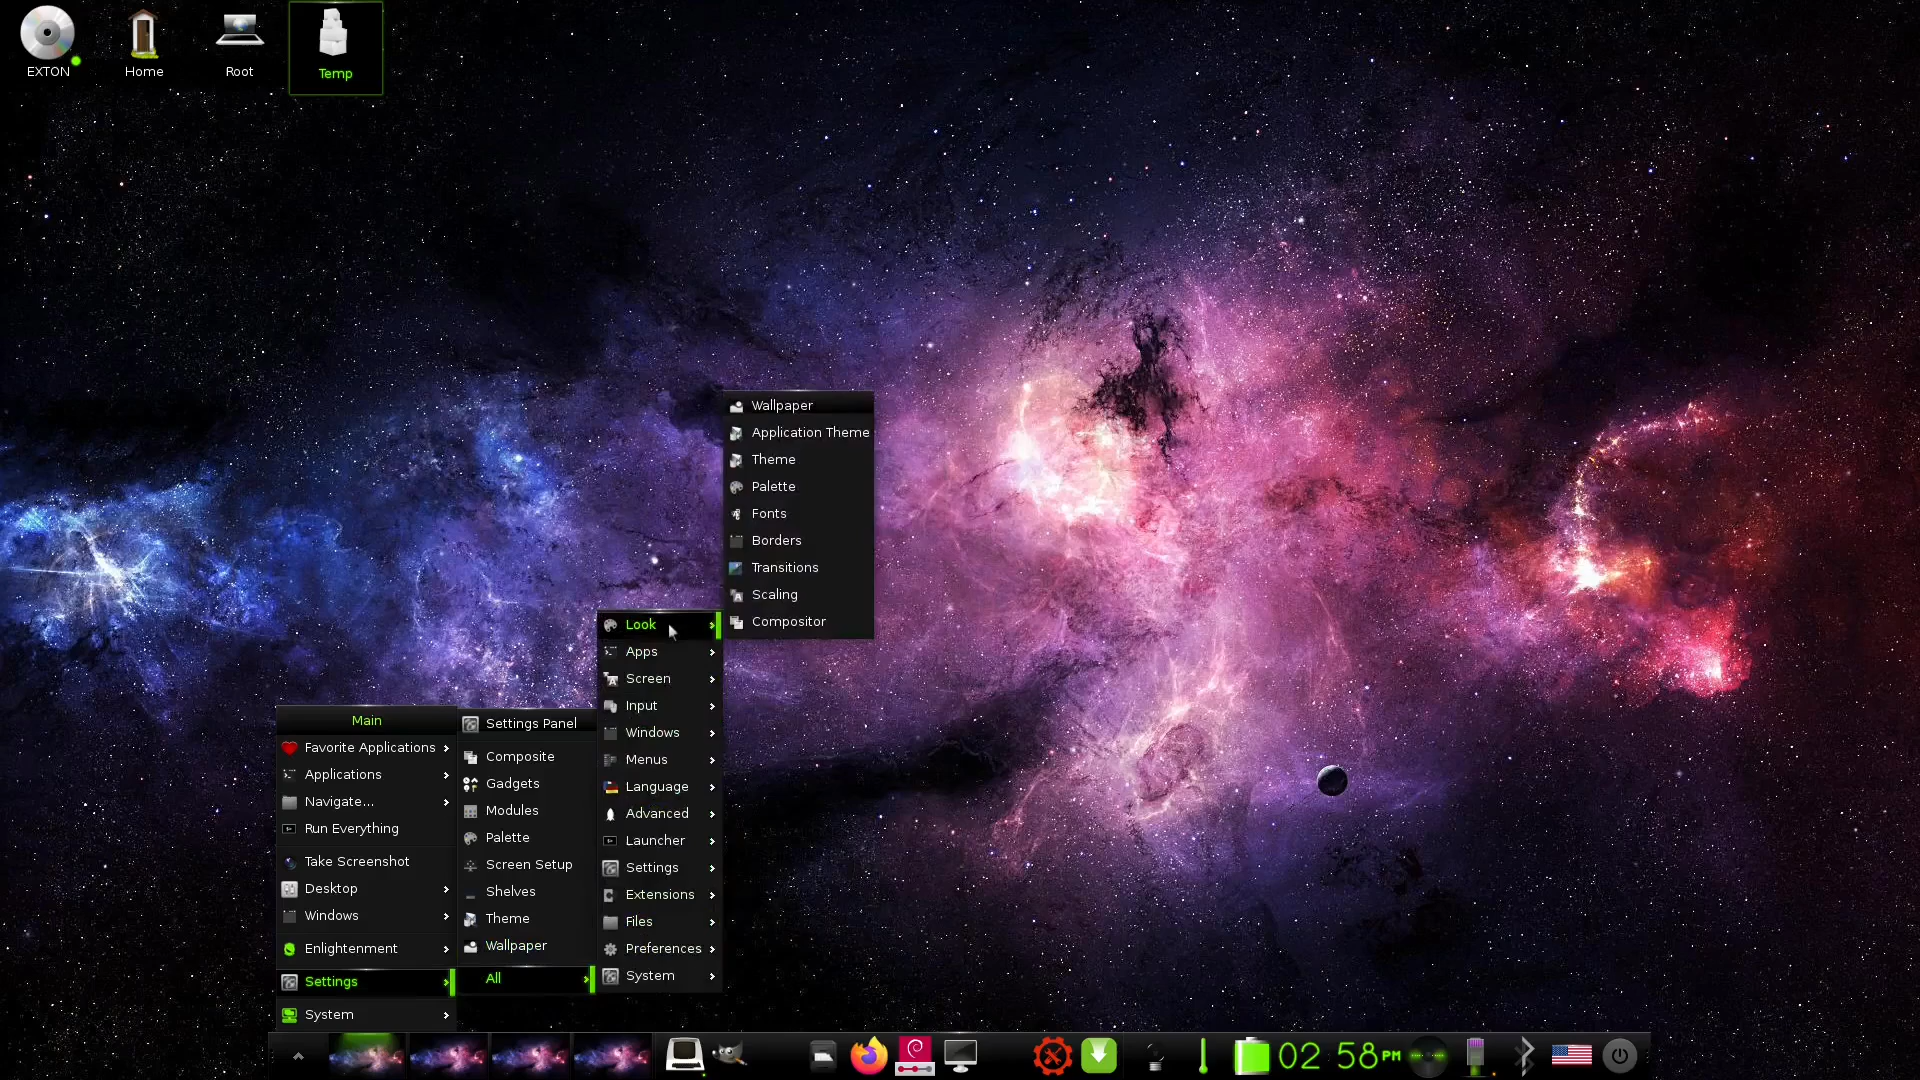 EXTON
Home
Root
Temp
Wallpaper
Application Theme
Theme
Palette
Fonts
Borders
Transitions
Scaling
Compositor
Look
Apps
Screen
Input
Windows
Menus
Language
Advanced
Launcher
Settings
Extensions
Files
Preferences
System
Settings Panel
Composite
Gadgets
Modules
Palette
Screen Setup
Shelves
Theme
Wallpaper
All
Main
Favorite Applications
Applications
Navigate...
Run Everything
Take Screenshot
Desktop
Windows
Enlightenment
Settings
System
02 58 PM